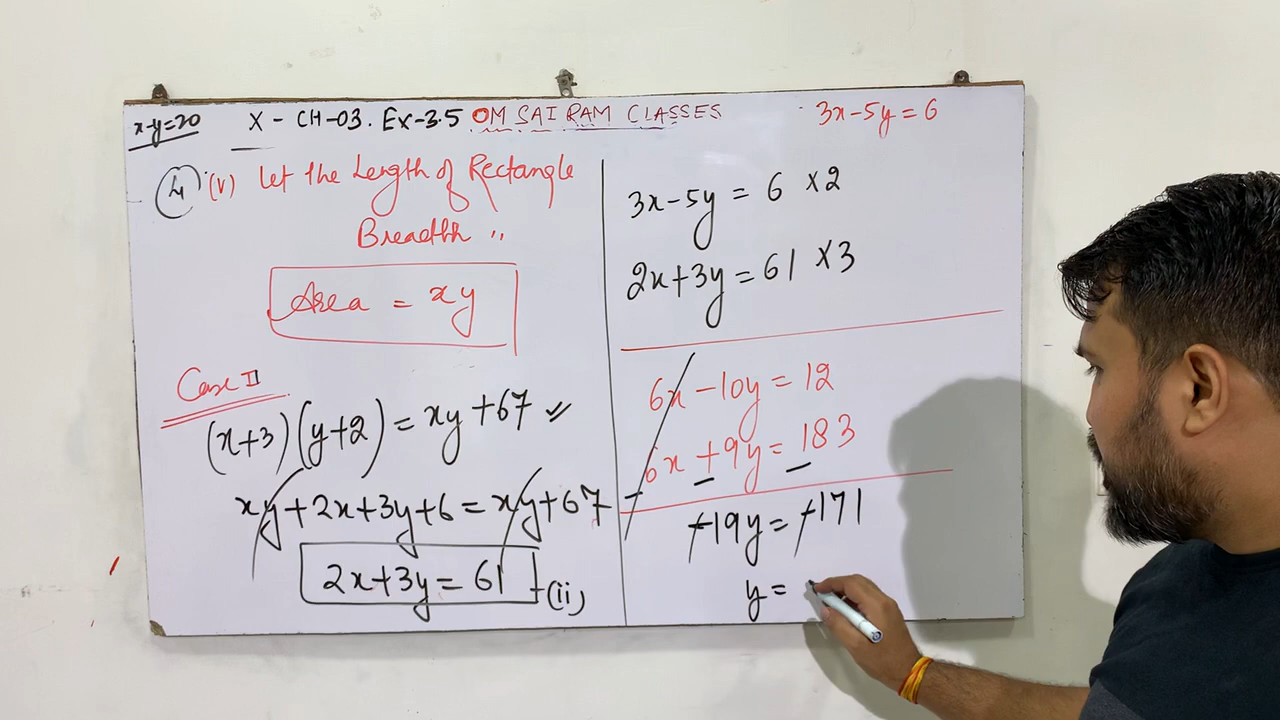 x-y=20
X - CH-03. Ex-3.5 OM SAI RAM CLASSES
3x-5y=6
4 (v) Let the Length of Rectangle
Breadth "
Area = xy
Case II
(x+3)(y+2) = xy+67
xy+2x+3y+6 = xy+67
2x+3y=61 -(ii)
3x-5y = 6 ×2
2x+3y=61 ×3
6x-10y = 12
6x+9y = 183
-19y = -171
y =